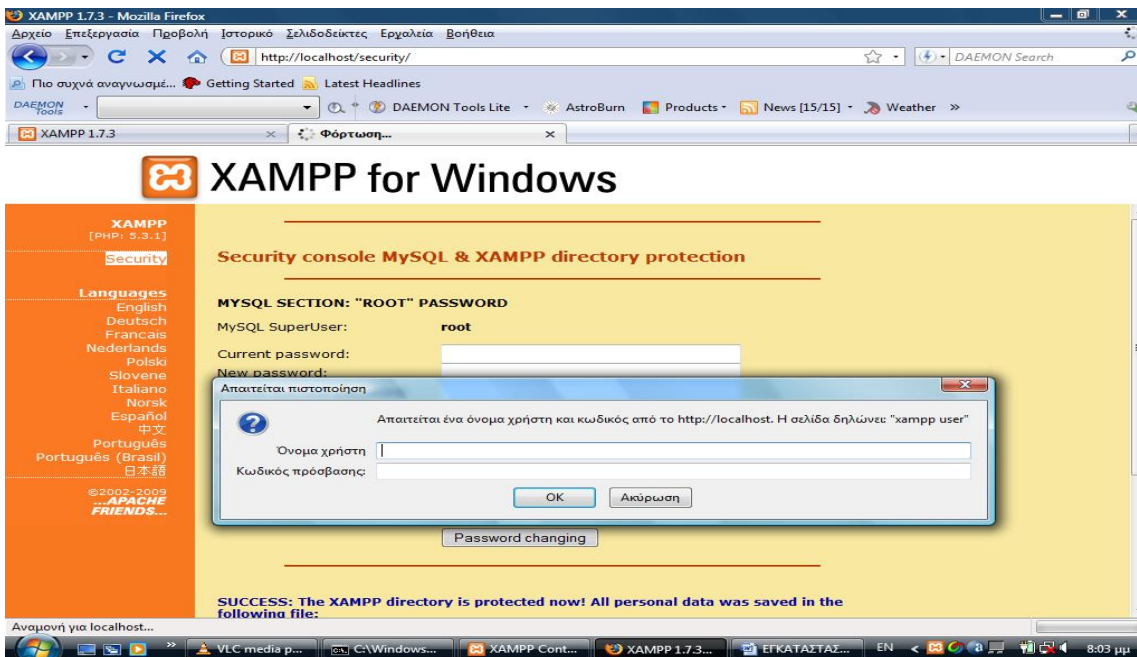 XAMPP 1.7.3 - Mozilla Firefox
Αρχείο Επεξεργασία Προβολή Ιστορικό Σελιδοδείκτες Εργαλεία Βοήθεια
http://localhost/security/
DAEMON Search
Πιο συχνά αναγνωσμέ... Getting Started Latest Headlines
DAEMON Tools DAEMON Tools Lite AstroBurn Products News [15/15] Weather »
XAMPP 1.7.3 Φόρτωση...
XAMPP for Windows
XAMPP
[PHP: 5.3.1]
Security
Languages
English
Deutsch
Francais
Nederlands
Polski
Slovene
Italiano
Norsk
Español
中文
Português
Português (Brasil)
日本語
©2002-2009
...APACHE
FRIENDS...
Security console MySQL & XAMPP directory protection
MYSQL SECTION: "ROOT" PASSWORD
MySQL SuperUser: root
Current password:
New password:
Απαιτείται πιστοποίηση
Απαιτείται ένα όνομα χρήστη και κωδικός από το http://localhost. Η σελίδα δηλώνει: "xampp user"
Όνομα χρήστη
Κωδικός πρόσβασης:
OK Ακύρωση
Password changing
SUCCESS: The XAMPP directory is protected now! All personal data was saved in the
following file:
Αναμονή για localhost...
» VLC media p... C:\Windows... XAMPP Cont... XAMPP 1.7.3... ΕΓΚΑΤΑΣΤΑΣ... EN < 8:03 μμ